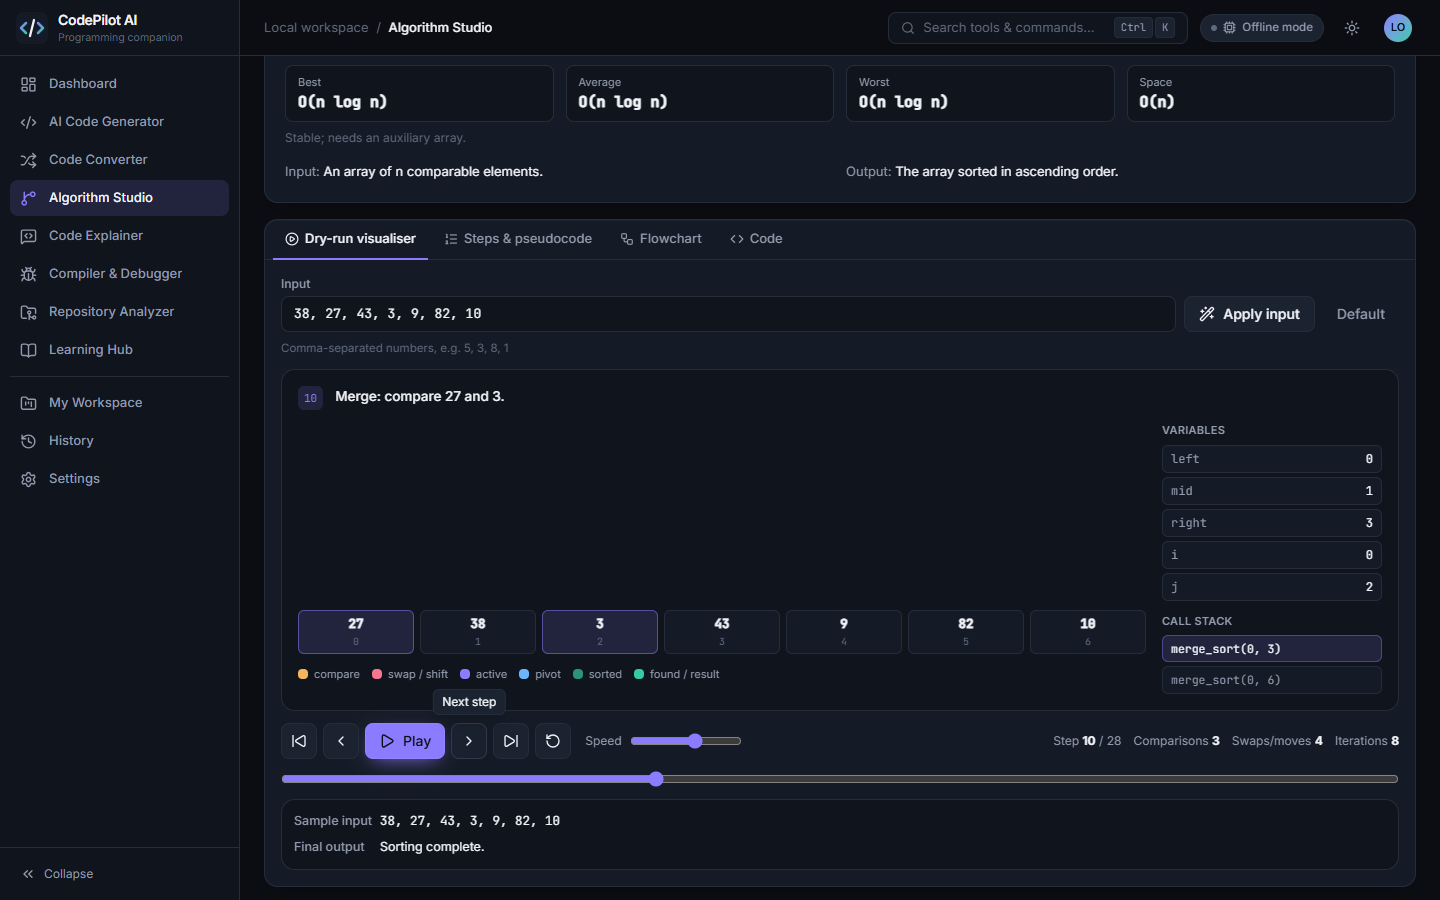 CodePilot AI
Programming companion
Local workspace / Algorithm Studio
Search tools & commands...
Ctrl K
Offline mode
LO
Dashboard
AI Code Generator
Code Converter
Algorithm Studio
Code Explainer
Compiler & Debugger
Repository Analyzer
Learning Hub
My Workspace
History
Settings
Collapse
Best
O(n log n)
Average
O(n log n)
Worst
O(n log n)
Space
O(n)
Stable; needs an auxiliary array.
Input: An array of n comparable elements.
Output: The array sorted in ascending order.
Dry-run visualiser
Steps & pseudocode
Flowchart
Code
Input
38, 27, 43, 3, 9, 82, 10
Apply input
Default
Comma-separated numbers, e.g. 5, 3, 8, 1
10 Merge: compare 27 and 3.
VARIABLES
left 0
mid 1
right 3
i 0
j 2
27 38 3 43 9 82 10
0 1 2 3 4 5 6
CALL STACK
merge_sort(0, 3)
merge_sort(0, 6)
compare swap / shift active pivot sorted found / result
Next step
Play
Speed
Step 10 / 28 Comparisons 3 Swaps/moves 4 Iterations 8
Sample input 38, 27, 43, 3, 9, 82, 10
Final output Sorting complete.